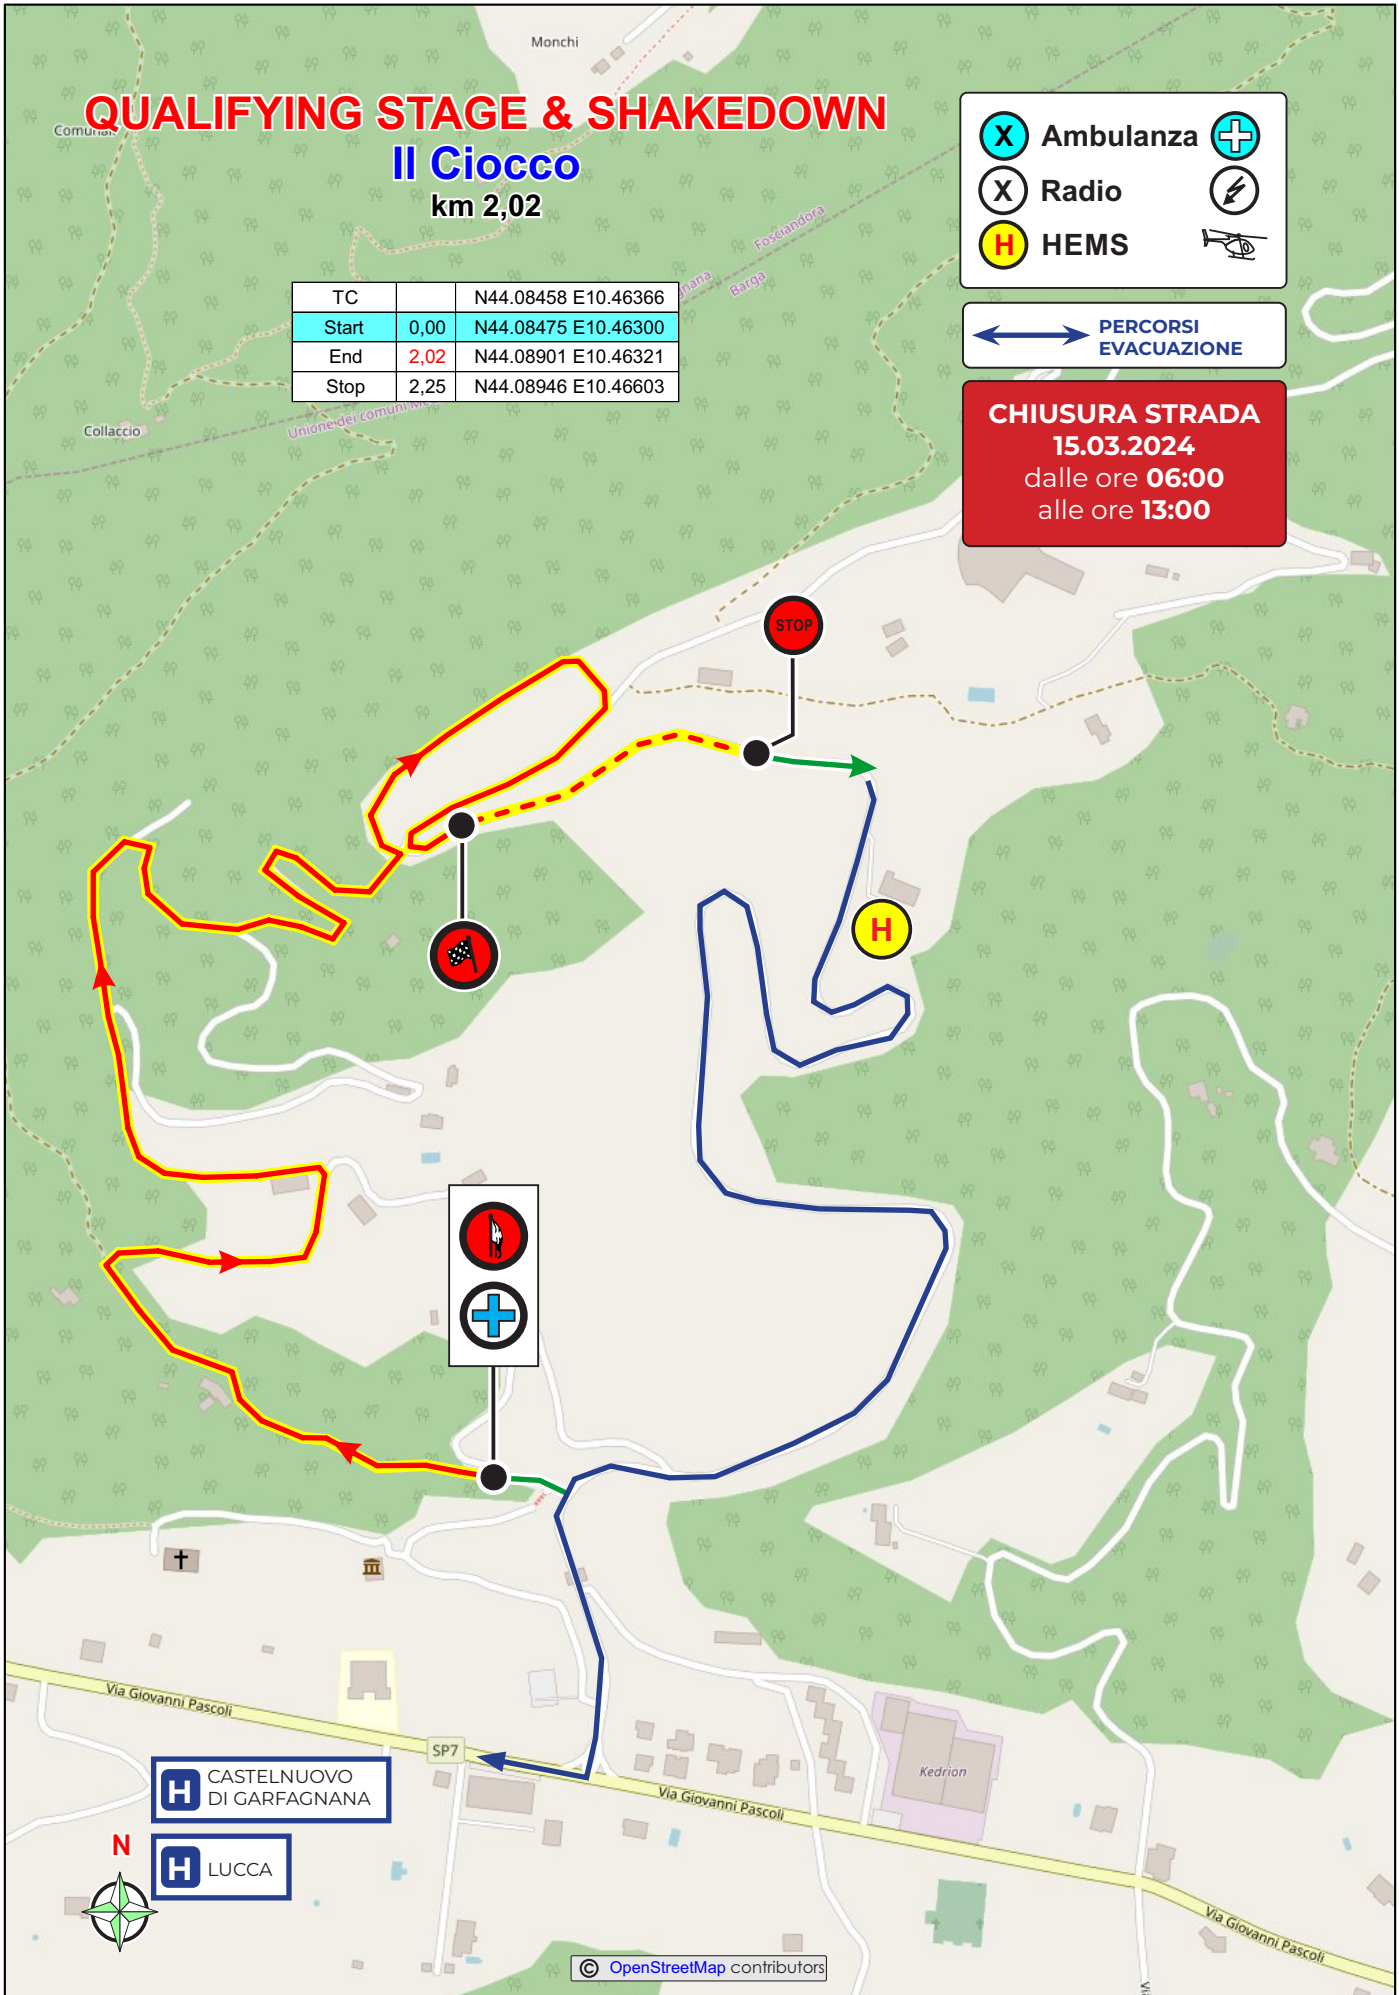 Monchi
QUALIFYING STAGE & SHAKEDOWN
Il Ciocco
km 2,02
X Ambulanza
X Radio
H HEMS
Fosciandora
Barga
TC N44.08458 E10.46366
Start 0,00 N44.08475 E10.46300
End 2,02 N44.08901 E10.46321
Stop 2,25 N44.08946 E10.46603
PERCORSI
EVACUAZIONE
Collaccio
Unione dei comuni
CHIUSURA STRADA
15.03.2024
dalle ore 06:00
alle ore 13:00
STOP
H
Via Giovanni Pascoli
SP7
Kedrion
Via Giovanni Pascoli
H CASTELNUOVO
DI GARFAGNANA
N
H LUCCA
Via Giovanni Pascoli
© OpenStreetMap contributors